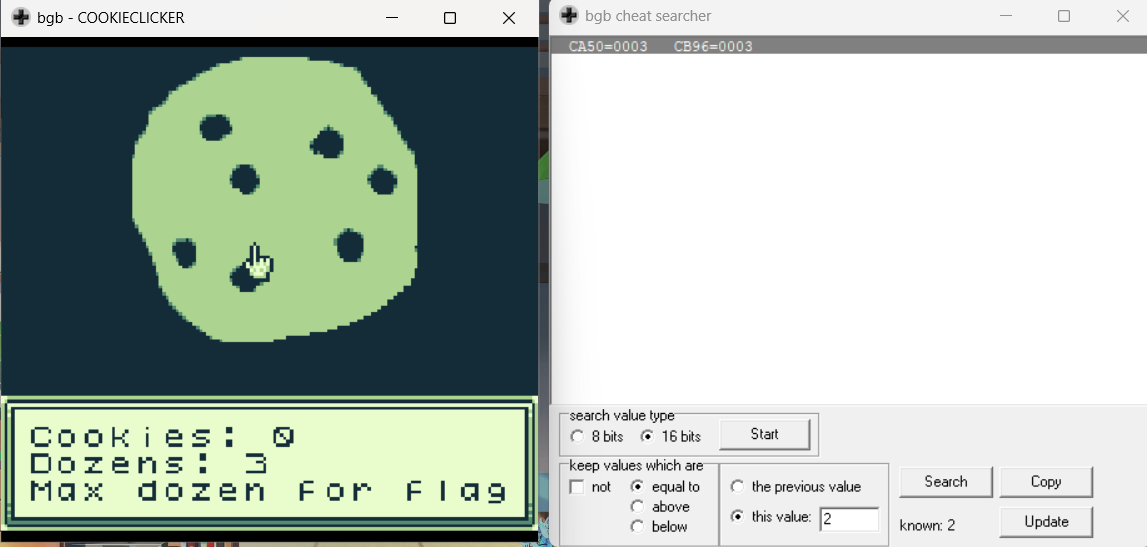 bgb - COOKIECLICKER
Cookies: 0
Dozens: 3
Max dozen for flag
bgb cheat searcher
CA50=0003 CB96=0003
search value type
8 bits 16 bits Start
keep values which are
not equal to
above
below
the previous value
this value: 2
Search Copy
known: 2 Update